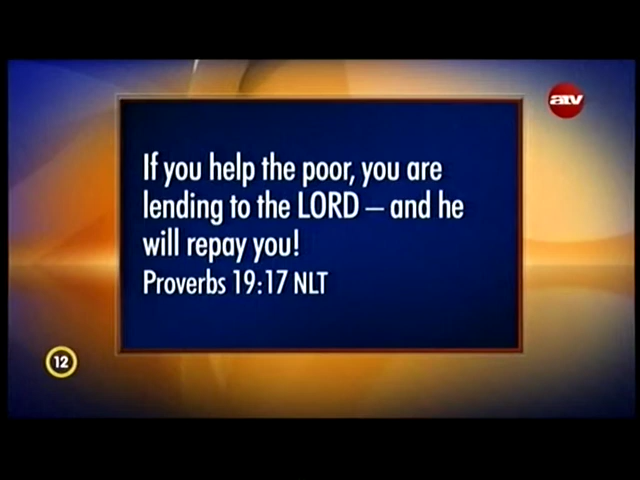 atv
If you help the poor, you are
lending to the LORD – and he
will repay you!
Proverbs 19:17 NLT
12